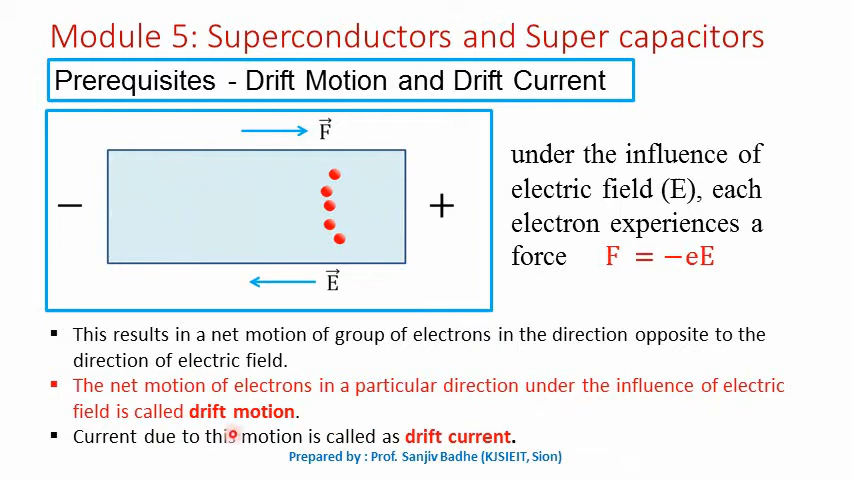 Module 5: Superconductors and Super capacitors
Prerequisites - Drift Motion and Drift Current
F⃗
− +
E⃗
under the influence of
electric field (E), each
electron experiences a
force F = −eE
▪ This results in a net motion of group of electrons in the direction opposite to the
direction of electric field.
▪ The net motion of electrons in a particular direction under the influence of electric
field is called drift motion.
▪ Current due to this motion is called as drift current.
Prepared by : Prof. Sanjiv Badhe (KJSIEIT, Sion)